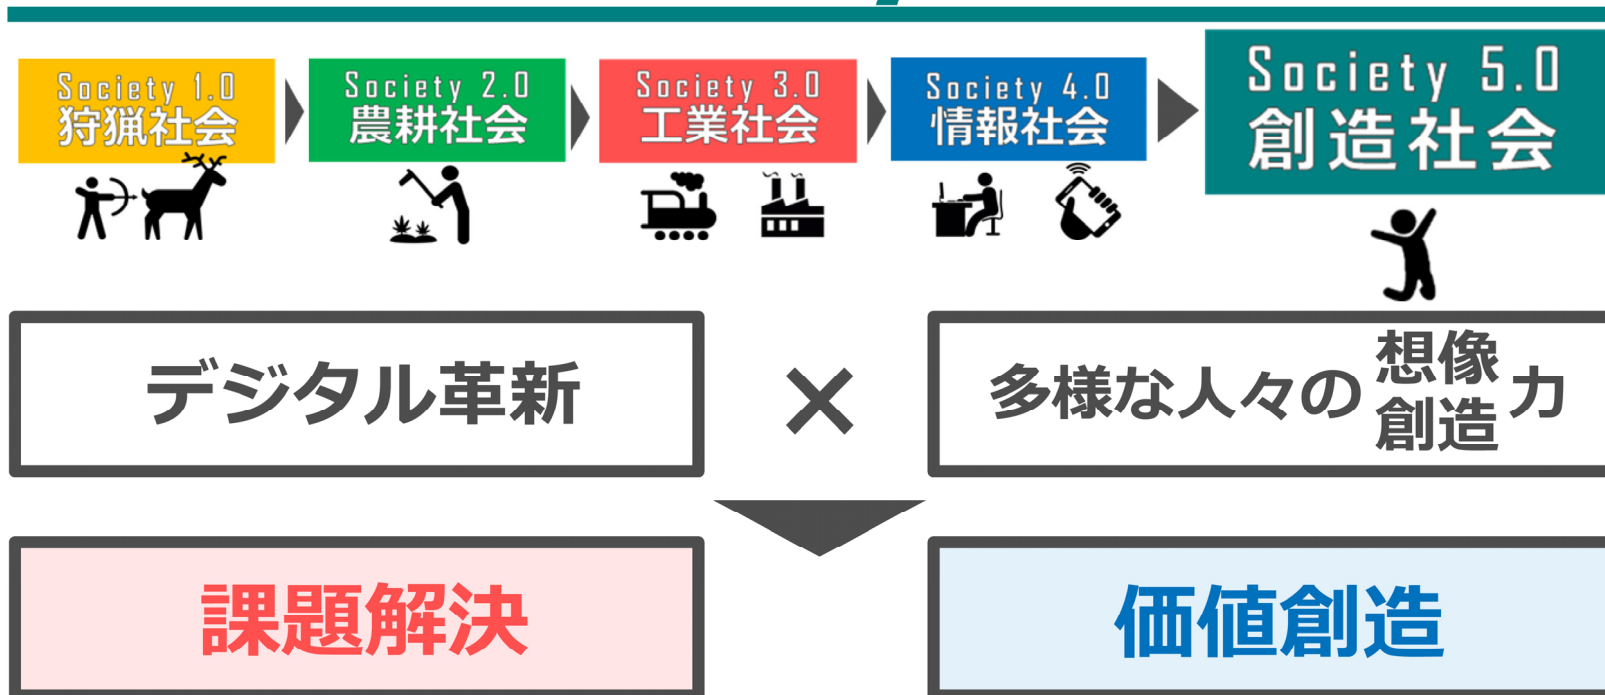 Society 1.0
狩猟社会
Society 2.0
農耕社会
Society 3.0
工業社会
Society 4.0
情報社会
Society 5.0
創造社会
デジタル革新
×
多様な人々の 想像 力
創造
課題解決
価値創造